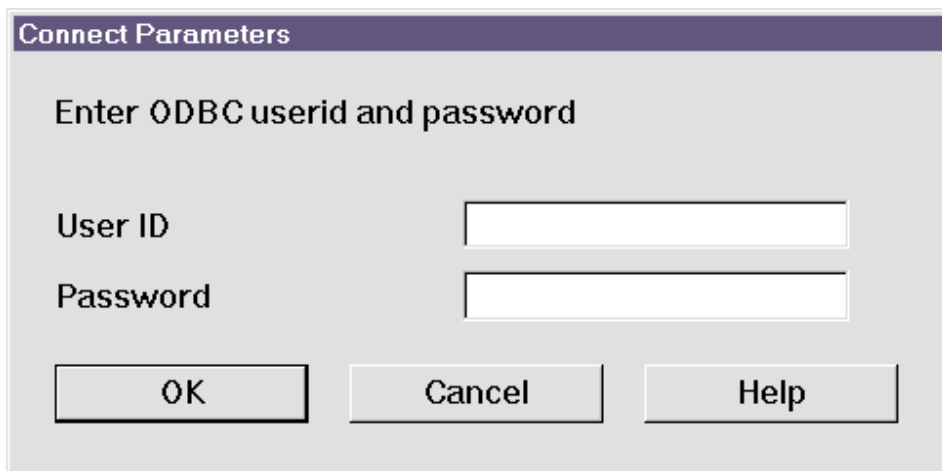 Connect Parameters
Enter ODBC userid and password
User ID
Password
OK Cancel Help